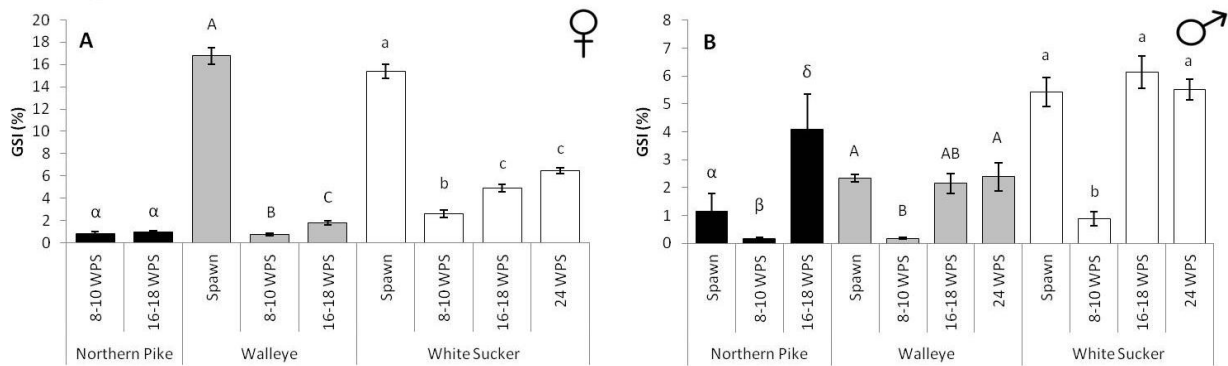 A
♀
GSI (%)
20
18
16
14
12
10
8
6
4
2
0
α
α
A
B
C
a
b
c
c
8-10 WPS
16-18 WPS
Spawn
8-10 WPS
16-18 WPS
Spawn
8-10 WPS
16-18 WPS
24 WPS
Northern Pike
Walleye
White Sucker
B
♂
GSI (%)
8
7
6
5
4
3
2
1
0
α
β
δ
A
B
AB
A
a
b
a
a
Spawn
8-10 WPS
16-18 WPS
Spawn
8-10 WPS
16-18 WPS
24 WPS
Spawn
8-10 WPS
16-18 WPS
24 WPS
Northern Pike
Walleye
White Sucker